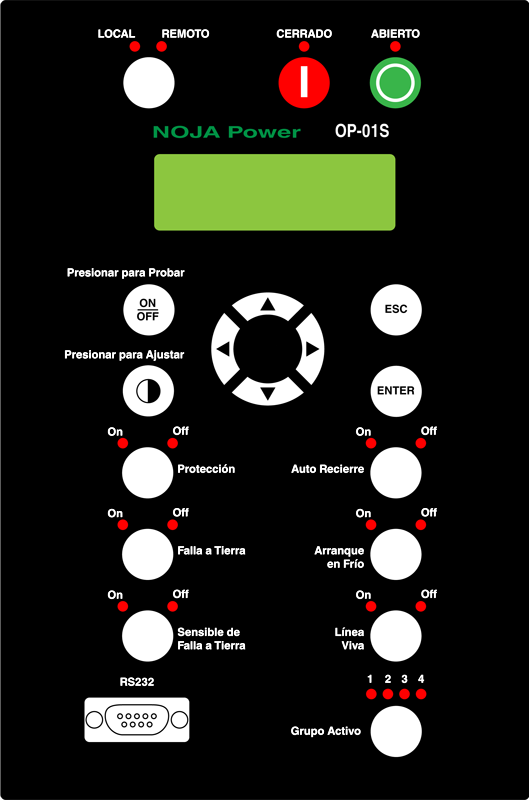 LOCAL REMOTO CERRADO ABIERTO
NOJA Power OP-01S
Presionar para Probar
ON
OFF
ESC
Presionar para Ajustar
ENTER
On Off On Off
Protección Auto Recierre
On Off On Off
Falla a Tierra Arranque
en Frío
On Off On Off
Sensible de Línea
Falla a Tierra Viva
RS232 1 2 3 4
Grupo Activo